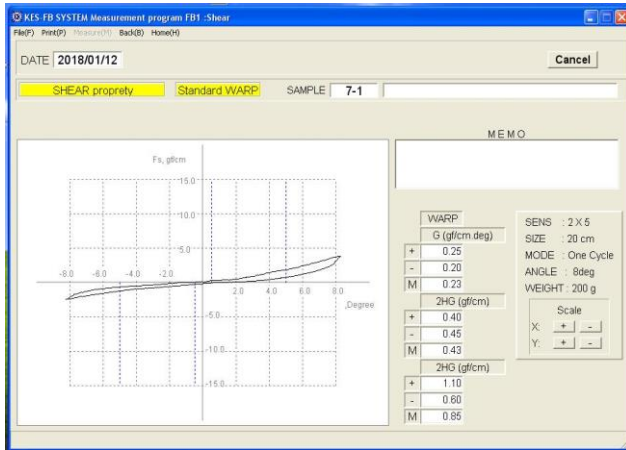 KES-FB SYSTEM Measurement program FB1 :Shear
File(F) Print(P) Measure(M) Back(B) Home(H)
DATE 2018/01/12 Cancel
SHEAR proprety Standard WARP SAMPLE 7-1
MEMO
Fs, gf/cm
15.0
10.0
5.0
-8.0 -6.0 -4.0 -2.0 2.0 4.0 6.0 8.0
,Degree
-5.0
-10.0
-15.0
WARP
G (gf/cm.deg)
+ 0.25
- 0.20
M 0.23
2HG (gf/cm)
+ 0.40
- 0.45
M 0.43
2HG (gf/cm)
+ 1.10
- 0.60
M 0.85
SENS : 2 X 5
SIZE : 20 cm
MODE : One Cycle
ANGLE : 8deg
WEIGHT : 200 g
Scale
X: + -
Y: + -